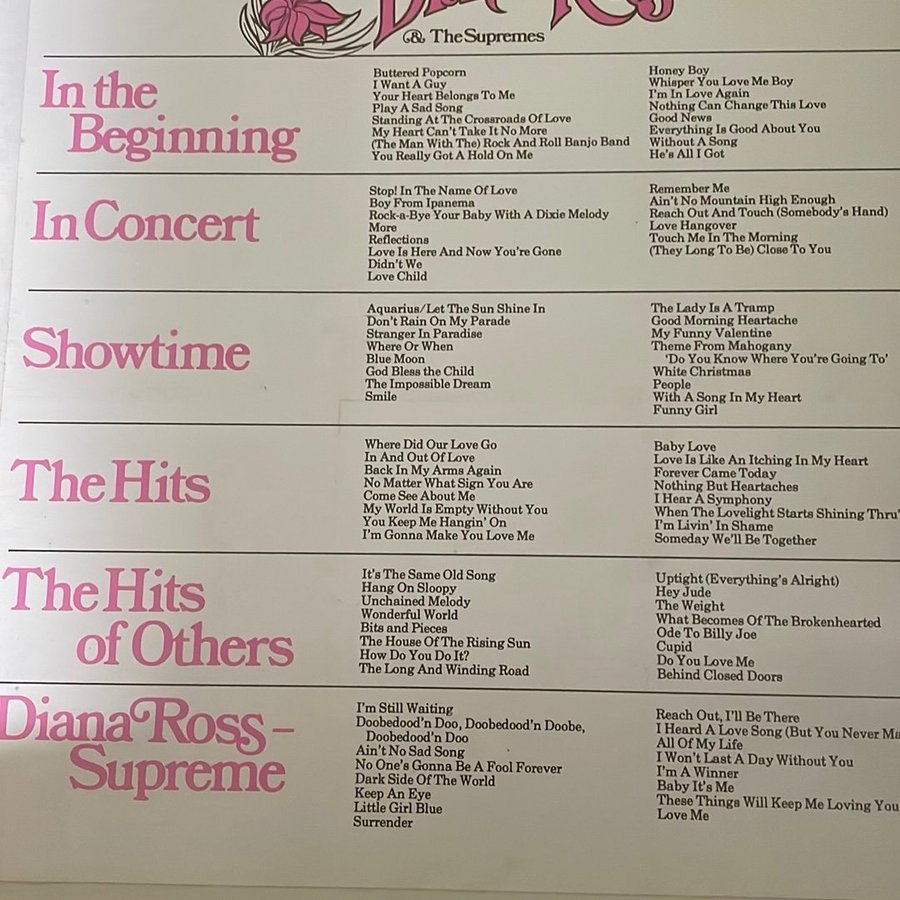 & The Supremes
In the
Beginning
Buttered Popcorn
I Want A Guy
Your Heart Belongs To Me
Play A Sad Song
Standing At The Crossroads Of Love
My Heart Can't Take It No More
(The Man With The) Rock And Roll Banjo Band
You Really Got A Hold On Me
Honey Boy
Whisper You Love Me Boy
I'm In Love Again
Nothing Can Change This Love
Good News
Everything Is Good About You
Without A Song
He's All I Got
In Concert
Stop! In The Name Of Love
Boy From Ipanema
Rock-a-Bye Your Baby With A Dixie Melody
More
Reflections
Love Is Here And Now You're Gone
Didn't We
Love Child
Remember Me
Ain't No Mountain High Enough
Reach Out And Touch (Somebody's Hand)
Love Hangover
Touch Me In The Morning
(They Long To Be) Close To You
Showtime
Aquarius/Let The Sun Shine In
Don't Rain On My Parade
Stranger In Paradise
Where Or When
Blue Moon
God Bless the Child
The Impossible Dream
Smile
The Lady Is A Tramp
Good Morning Heartache
My Funny Valentine
Theme From Mahogany
'Do You Know Where You're Going To'
White Christmas
People
With A Song In My Heart
Funny Girl
The Hits
Where Did Our Love Go
In And Out Of Love
Back In My Arms Again
No Matter What Sign You Are
Come See About Me
My World Is Empty Without You
You Keep Me Hangin' On
I'm Gonna Make You Love Me
Baby Love
Love Is Like An Itching In My Heart
Forever Came Today
Nothing But Heartaches
I Hear A Symphony
When The Lovelight Starts Shining Thru'
I'm Livin' In Shame
Someday We'll Be Together
The Hits
of Others
It's The Same Old Song
Hang On Sloopy
Unchained Melody
Wonderful World
Bits and Pieces
The House Of The Rising Sun
How Do You Do It?
The Long And Winding Road
Uptight (Everything's Alright)
Hey Jude
The Weight
What Becomes Of The Brokenhearted
Ode To Billy Joe
Cupid
Do You Love Me
Behind Closed Doors
Diana Ross –
Supreme
I'm Still Waiting
Doobedood'n Doo, Doobedood'n Doobe,
Doobedood'n Doo
Ain't No Sad Song
No One's Gonna Be A Fool Forever
Dark Side Of The World
Keep An Eye
Little Girl Blue
Surrender
Reach Out, I'll Be There
I Heard A Love Song (But You Never
All Of My Life
I Won't Last A Day Without You
I'm A Winner
Baby It's Me
These Things Will Keep Me Loving You
Love Me